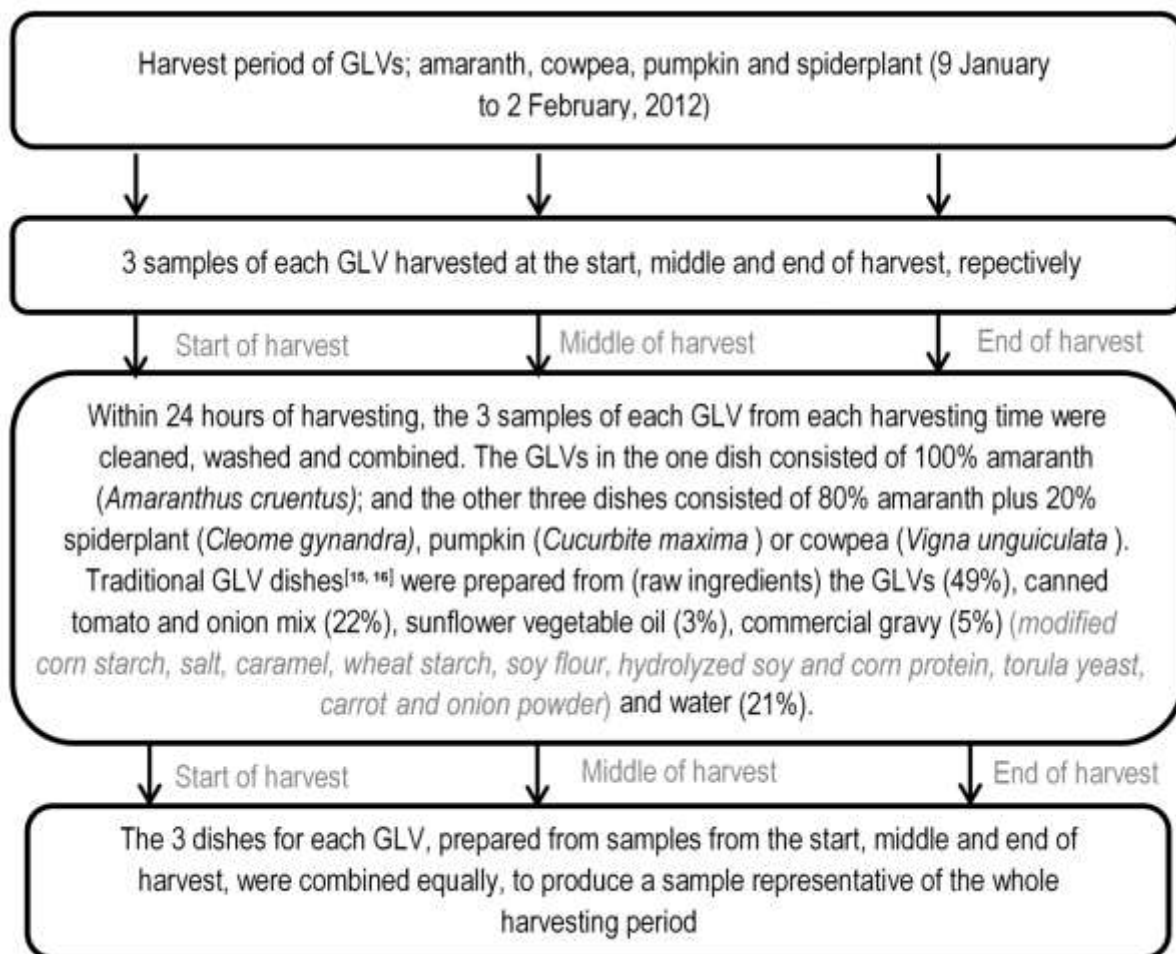 Harvest period of GLVs; amaranth, cowpea, pumpkin and spiderplant (9 January
to 2 February, 2012)
3 samples of each GLV harvested at the start, middle and end of harvest, repectively
Start of harvest
Middle of harvest
End of harvest
Within 24 hours of harvesting, the 3 samples of each GLV from each harvesting time were
cleaned, washed and combined. The GLVs in the one dish consisted of 100% amaranth
(Amaranthus cruentus); and the other three dishes consisted of 80% amaranth plus 20%
spiderplant (Cleome gynandra), pumpkin (Cucurbite maxima ) or cowpea (Vigna unguiculata ).
Traditional GLV dishes[15, 16] were prepared from (raw ingredients) the GLVs (49%), canned
tomato and onion mix (22%), sunflower vegetable oil (3%), commercial gravy (5%) (modified
corn starch, salt, caramel, wheat starch, soy flour, hydrolyzed soy and corn protein, torula yeast,
carrot and onion powder) and water (21%).
Start of harvest
Middle of harvest
End of harvest
The 3 dishes for each GLV, prepared from samples from the start, middle and end of
harvest, were combined equally, to produce a sample representative of the whole
harvesting period